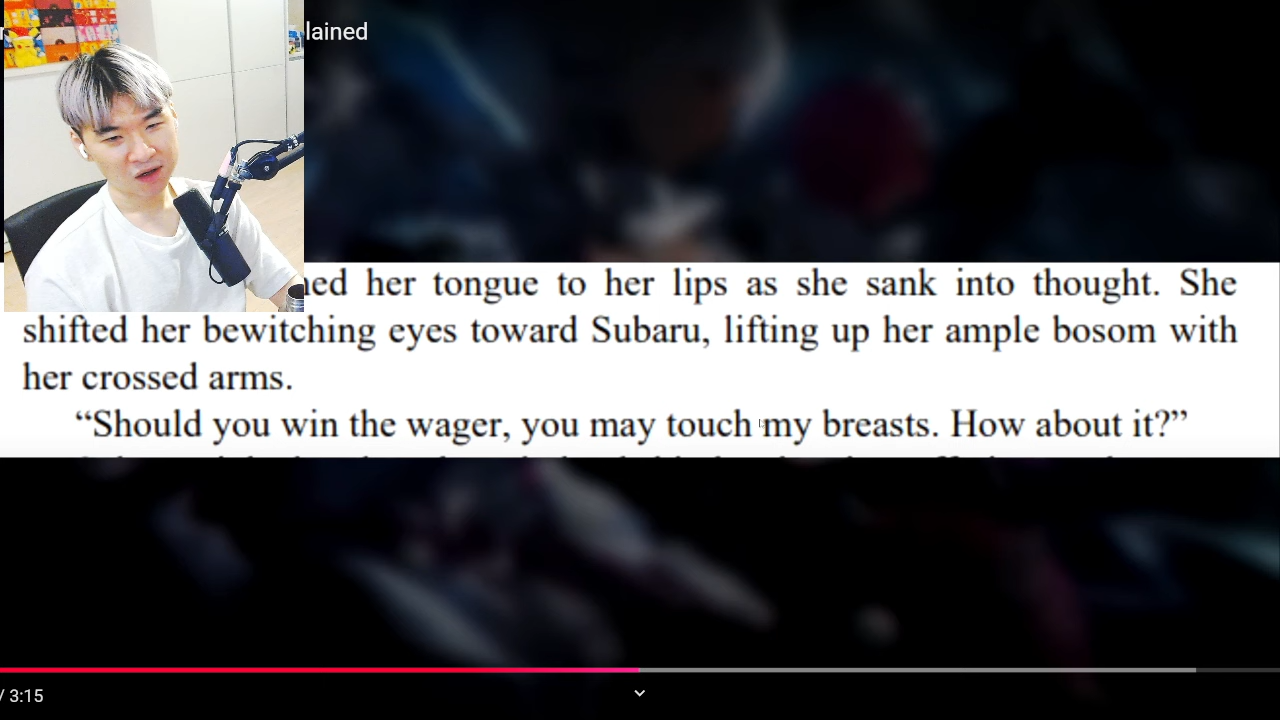 lained
her tongue to her lips as she sank into thought. She
shifted her bewitching eyes toward Subaru, lifting up her ample bosom with
her crossed arms.
“Should you win the wager, you may touch my breasts. How about it?”
/ 3:15